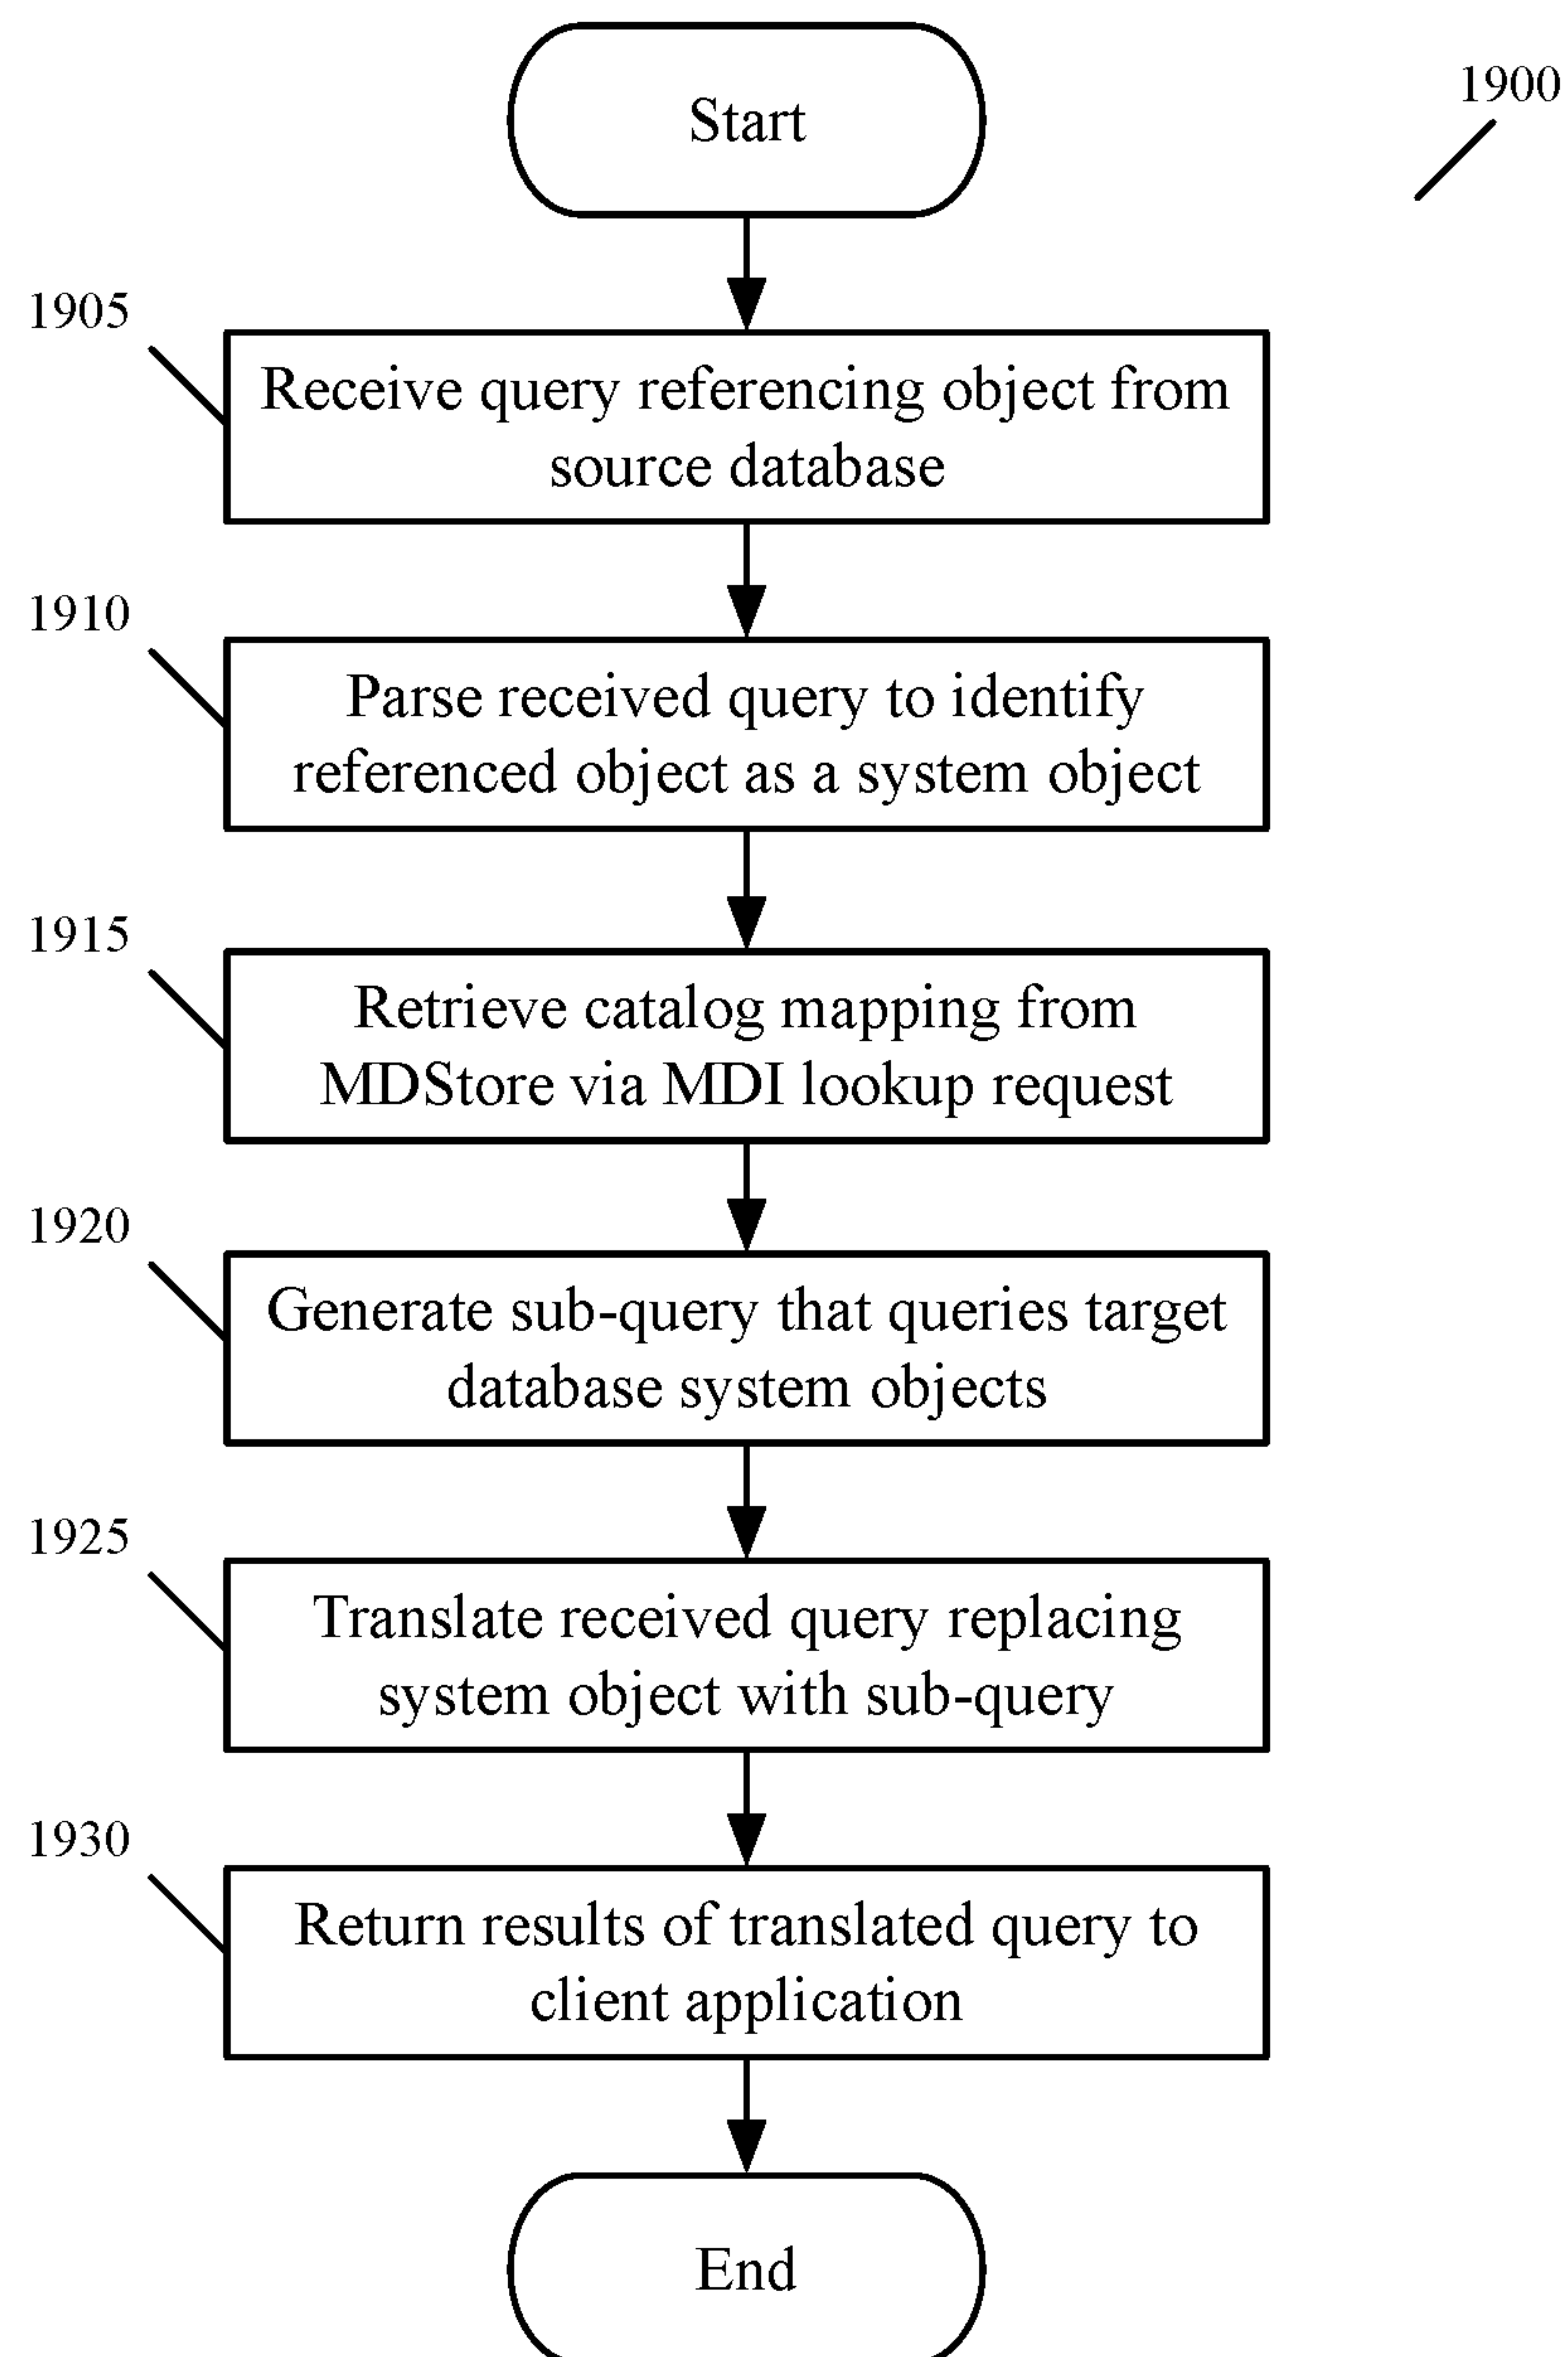 Start
1900
1905
Receive query referencing object from
source database
1910
Parse received query to identify
referenced object as a system object
1915
Retrieve catalog mapping from
MDStore via MDI lookup request
1920
Generate sub-query that queries target
database system objects
1925
Translate received query replacing
system object with sub-query
1930
Return results of translated query to
client application
End